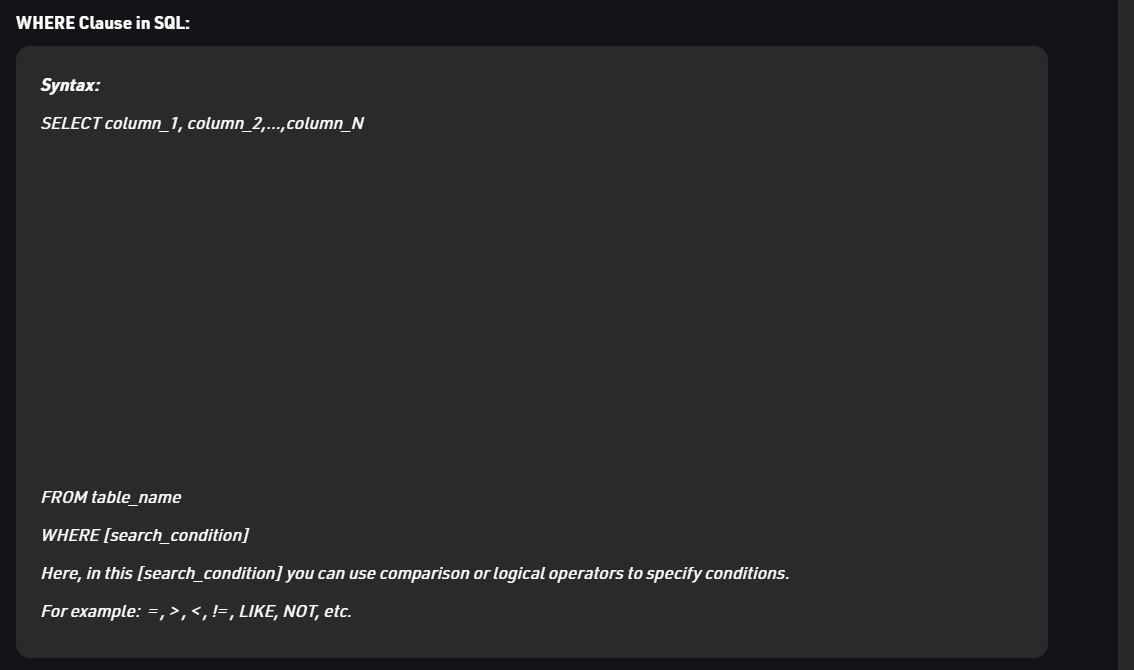 WHERE Clause in SQL:
Syntax:
SELECT column_1, column_2,...,column_N
FROM table_name
WHERE [search_condition]
Here, in this [search_condition] you can use comparison or logical operators to specify conditions.
For example:  = , > , < , != , LIKE, NOT, etc.